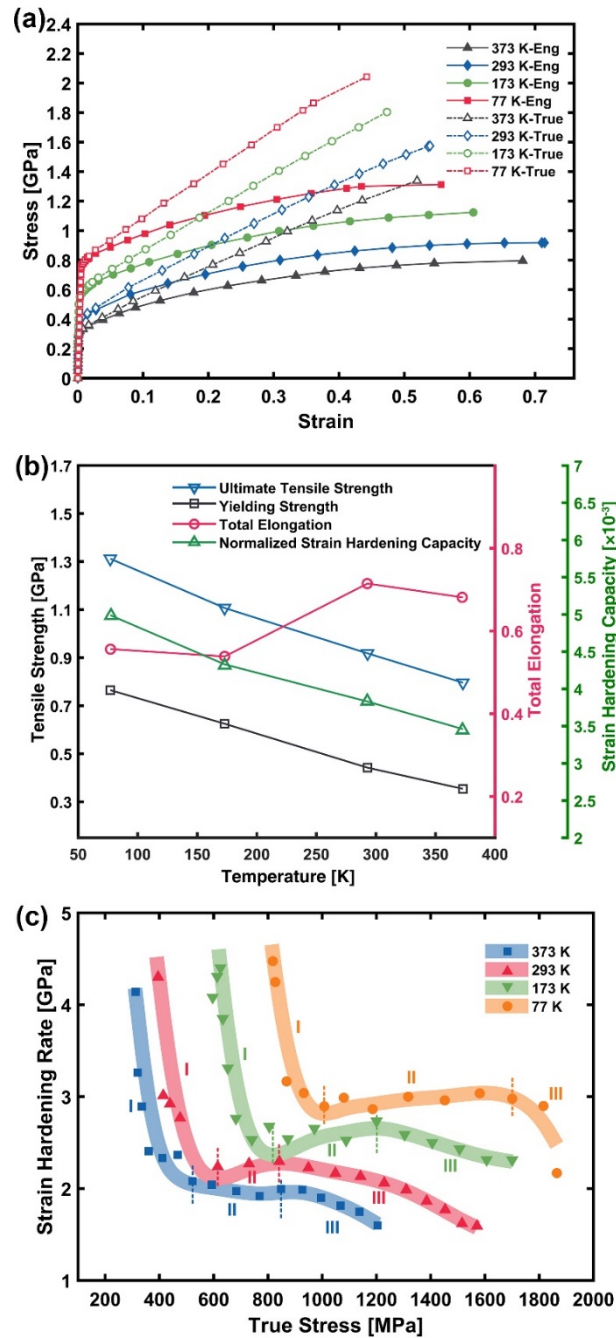 (a)
2.4
2.2
2
1.8
1.6
1.4
1.2
1
0.8
0.6
0.4
0.2
0
Stress [GPa]
373 K-Eng
293 K-Eng
173 K-Eng
77 K-Eng
373 K-True
293 K-True
173 K-True
77 K-True
0 0.1 0.2 0.3 0.4 0.5 0.6 0.7
Strain
(b)
1.7
1.5
1.3
1.1
0.9
0.7
0.5
0.3
Tensile Strength [GPa]
Ultimate Tensile Strength
Yielding Strength
Total Elongation
Normalized Strain Hardening Capacity
0.8
0.6
0.4
0.2
Total Elongation
7
6.5
6
5.5
5
4.5
4
3.5
3
2.5
2
Strain Hardening Capacity [×10⁻³]
50 100 150 200 250 300 350 400
Temperature [K]
(c)
5
4
3
2
1
Strain Hardening Rate [GPa]
373 K
293 K
173 K
77 K
I
II
III
I
II
III
I
II
III
I
II
III
200 400 600 800 1000 1200 1400 1600 1800 2000
True Stress [MPa]